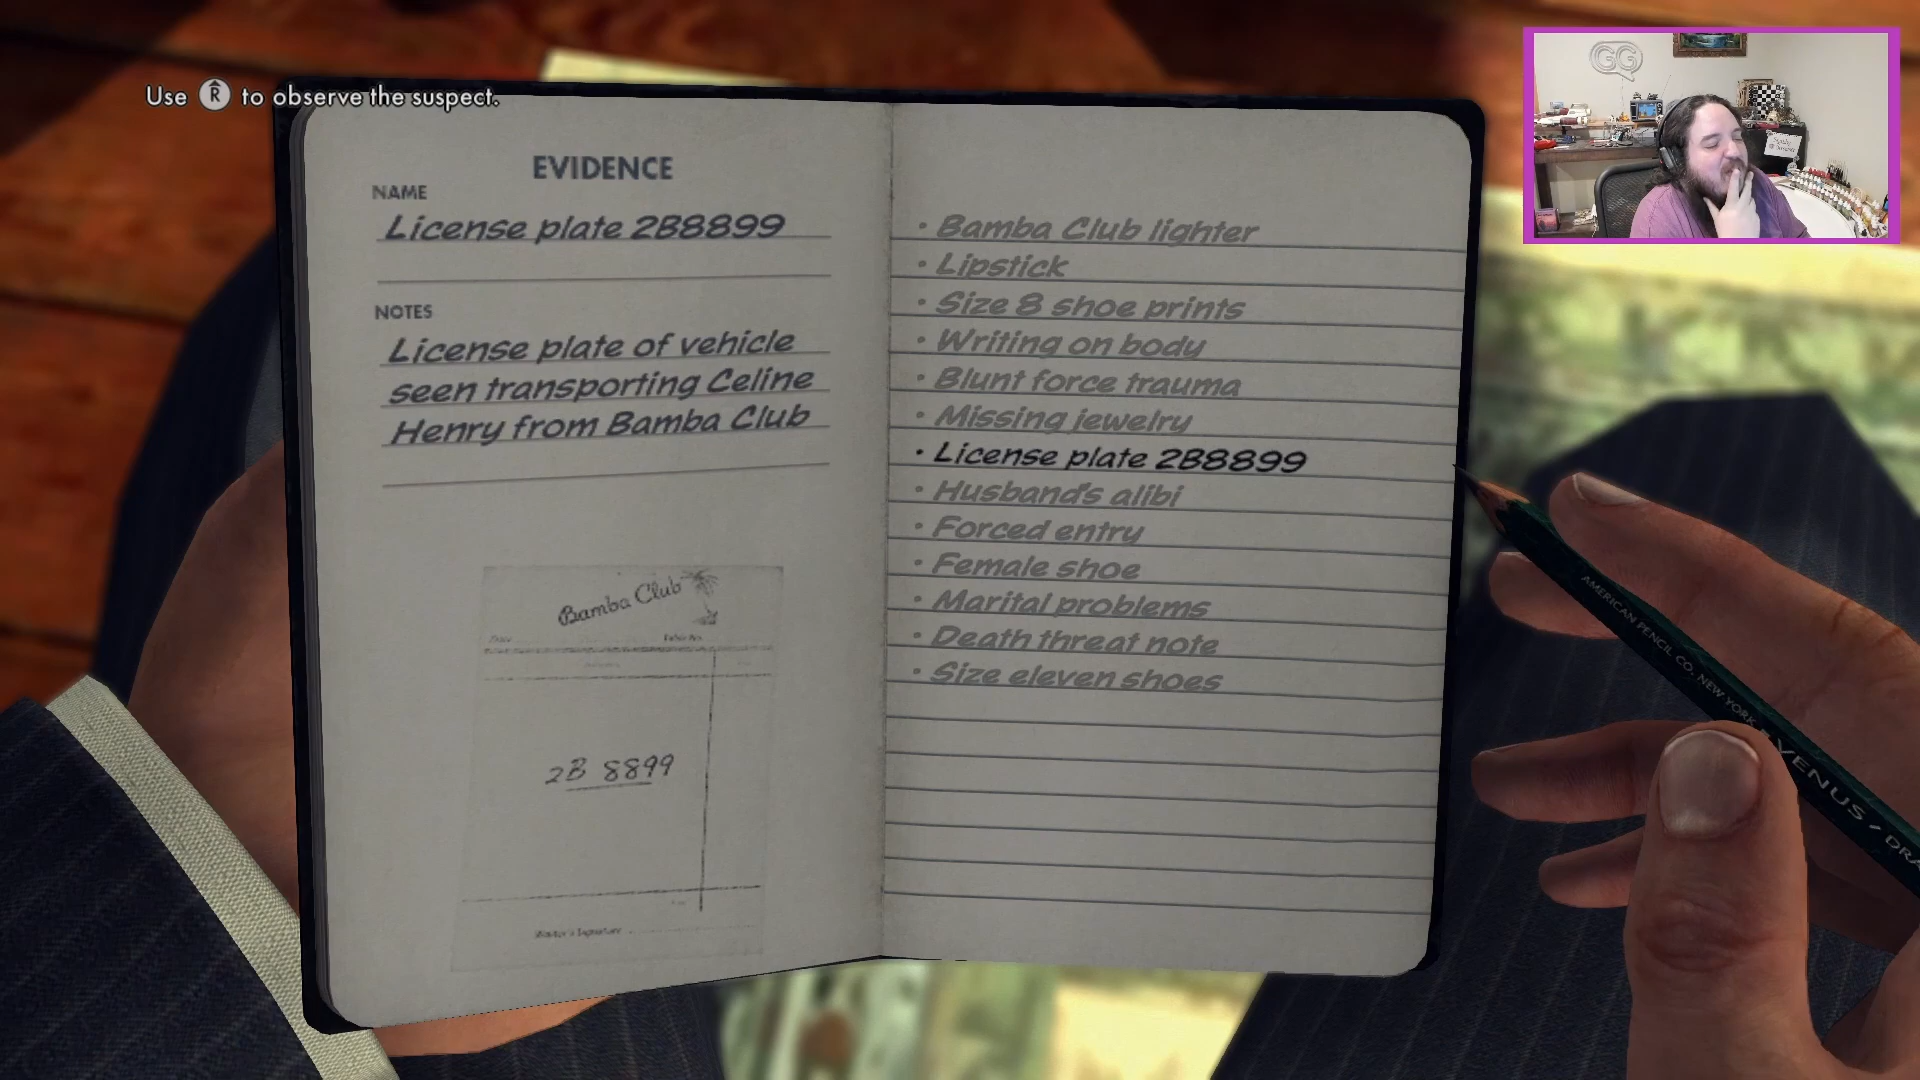 Use R to observe the suspect.
GG
EVIDENCE
NAME
License plate 2B8899
NOTES
License plate of vehicle
seen transporting Celine
Henry from Bamba Club
Bamba Club
2B 8899
• Bamba Club lighter
• Lipstick
• Size 8 shoe prints
• Writing on body
• Blunt force trauma
• Missing jewelry
• License plate 2B8899
• Husband's alibi
• Forced entry
• Female shoe
• Marital problems
• Death threat note
• Size eleven shoes
AMERICAN PENCIL CO. NEW YORK VENUS / DRA